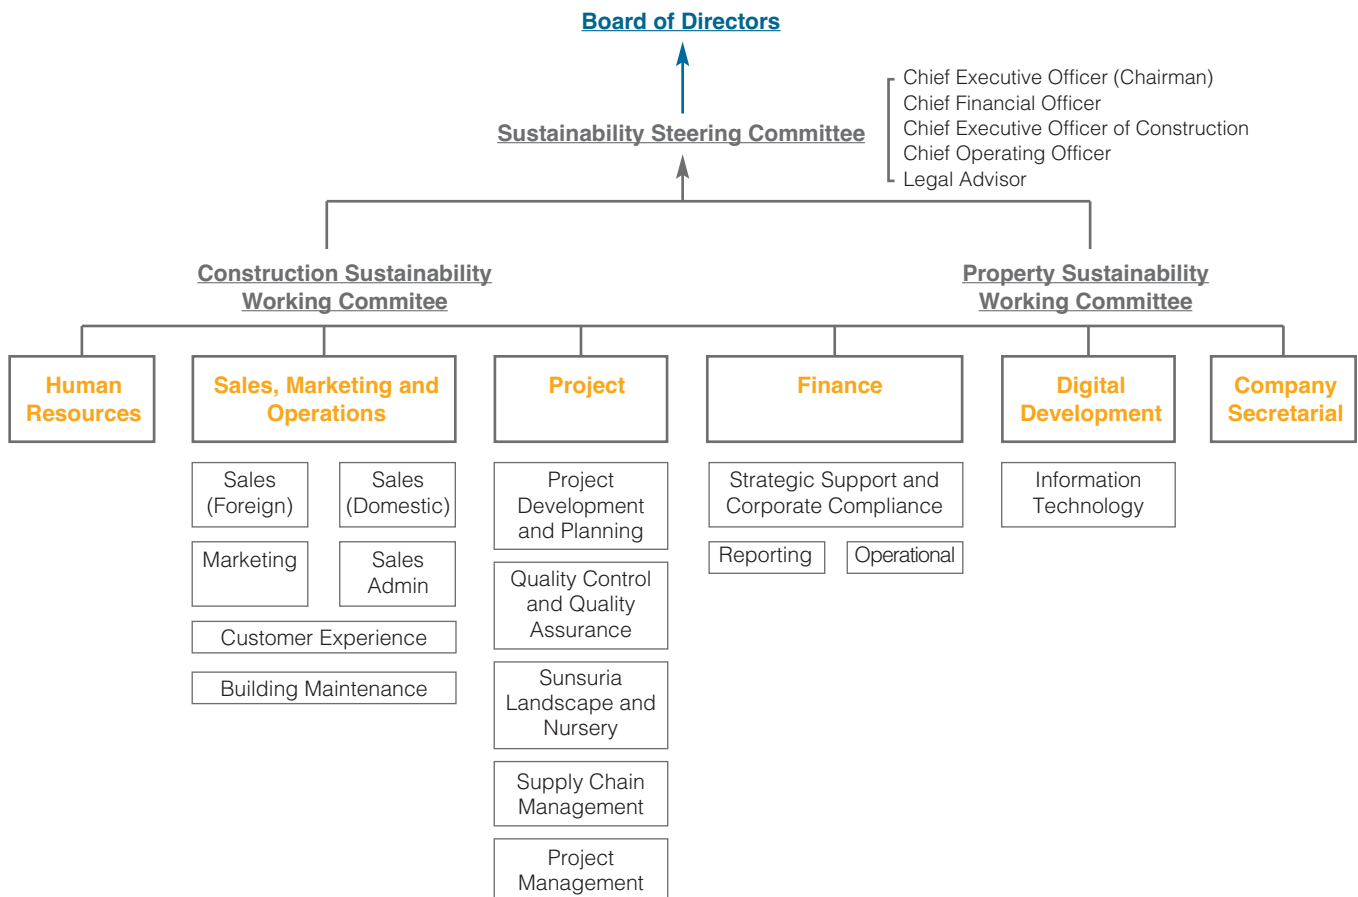 Board of Directors
Chief Executive Officer (Chairman)
Chief Financial Officer
Sustainability Steering Committee
Chief Executive Officer of Construction
Chief Operating Officer
Legal Advisor
Construction Sustainability
Working Commitee
Property Sustainability
Working Committee
Human
Resources
Sales, Marketing and
Operations
Project
Finance
Digital
Development
Company
Secretarial
Sales
(Foreign)
Sales
(Domestic)
Marketing
Sales
Admin
Customer Experience
Building Maintenance
Project
Development
and Planning
Quality Control
and Quality
Assurance
Sunsuria
Landscape and
Nursery
Supply Chain
Management
Project
Management
Strategic Support and
Corporate Compliance
Reporting
Operational
Information
Technology